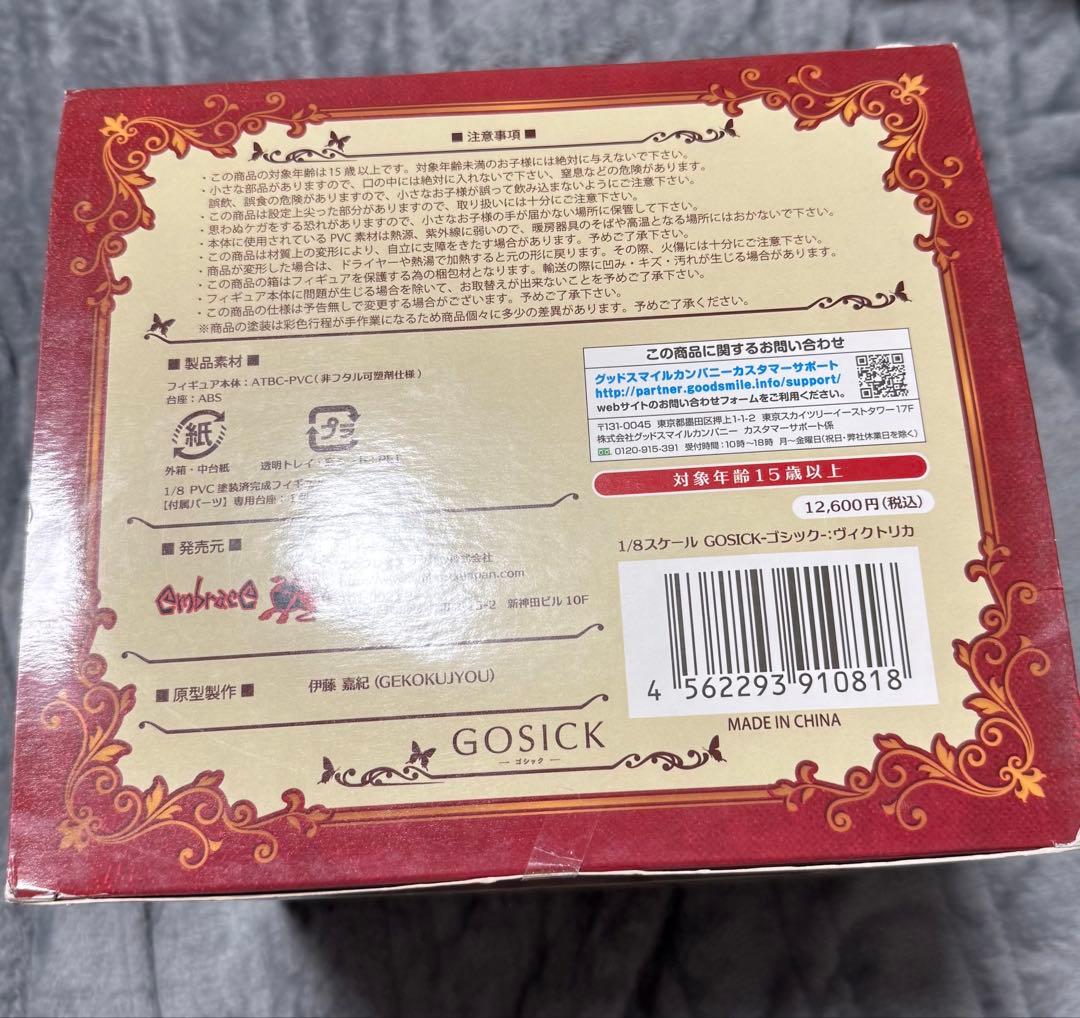 ■ 注意事項 ■
・この商品の対象年齢は15歳以上です。対象年齢未満のお子様には絶対に与えないで下さい。
・小さな部品がありますので、口の中には絶対に入れないで下さい、窒息などの危険があります。
誤飲、誤食の危険がありますので、小さなお子様が誤って飲み込まないようにご注意下さい。
・この商品は設定上尖った部分がありますので、取り扱いには十分にご注意下さい。
・思わぬケガをする恐れがありますので、小さなお子様の手が届かない場所に保管して下さい。
・本体に使用されているPVC素材は熱源、紫外線に弱いので、暖房器具のそばや高温となる場所にはおかないで下さい。
・この商品は材質上の変形により、自立に支障をきたす場合があります。予めご了承下さい。
・商品が変形した場合は、ドライヤーや熱湯で加熱すると元の形に戻ります。その際、火傷には十分にご注意下さい。
・この商品の箱はフィギュアを保護する為の梱包材となります。輸送の際に凹み・キズ・汚れが生じる場合があります。
・フィギュア本体に問題が生じる場合を除いて、お取替えが出来ないことを予めご了承下さい。
・この商品の仕様は予告無しで変更する場合がございます。予めご了承下さい。
※商品の塗装は彩色行程が手作業になるため商品個々に多少の差異があります。予めご了承ください。
■ 製品素材 ■
フィギュア本体：ATBC-PVC(非フタル可塑剤仕様)
台座：ABS
紙
プラ
外箱・中台紙
透明トレイ・
1/8 PVC塗装済完成フィギュ
【付属パーツ】専用台座：1
■ 発売元 ■
株式会社
embrace
japan.com
-2 新神田ビル10F
■ 原型製作 ■
伊藤 嘉紀 (GEKOKUJYOU)
GOSICK
― ゴシック ―
この商品に関するお問い合わせ
グッドスマイルカンパニーカスタマーサポート
http://partner.goodsmile.info/support/
webサイトのお問い合わせフォームをご利用ください。
〒131-0045 東京都墨田区押上1-1-2 東京スカイツリーイーストタワー17F
株式会社グッドスマイルカンパニー カスタマーサポート係
0120-915-391 受付時間：10時～18時 月～金曜日(祝日・弊社休業日を除く)
対象年齢15歳以上
12,600円(税込)
1/8スケール GOSICK-ゴシック-：ヴィクトリカ
4 562293 910818
MADE IN CHINA